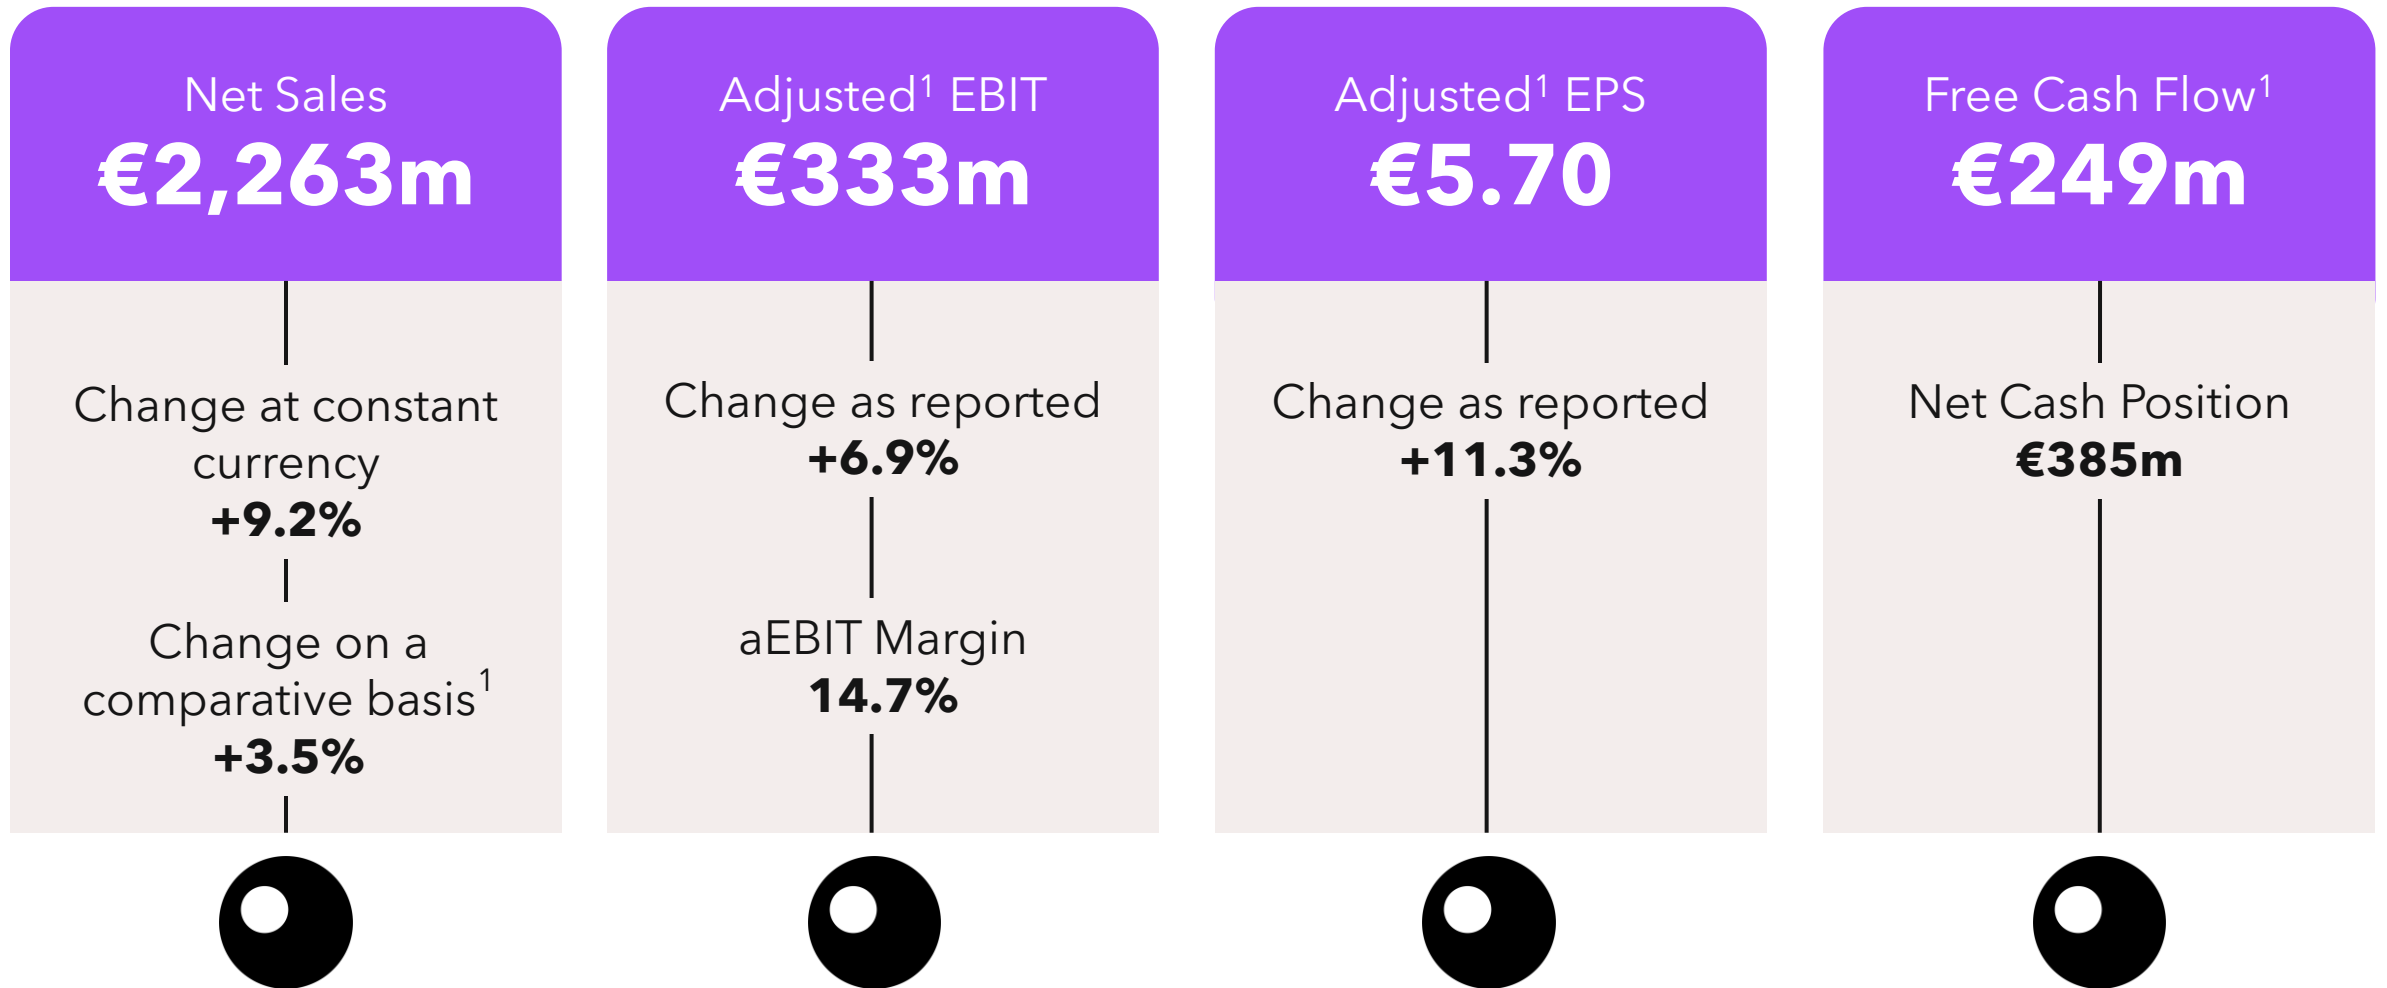 Net Sales
€2,263m
Change at constant
currency
+9.2%
Change on a
comparative basis¹
+3.5%
Adjusted¹ EBIT
€333m
Change as reported
+6.9%
aEBIT Margin
14.7%
Adjusted¹ EPS
€5.70
Change as reported
+11.3%
Free Cash Flow¹
€249m
Net Cash Position
€385m